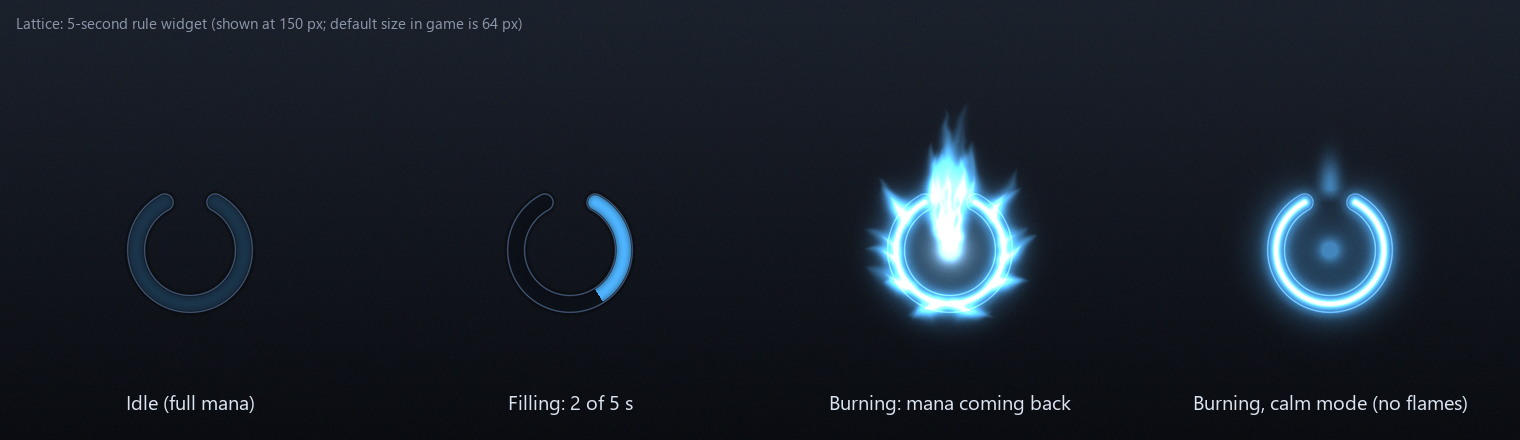 Lattice: 5-second rule widget (shown at 150 px; default size in game is 64 px)
Idle (full mana)
Filling: 2 of 5 s
Burning: mana coming back
Burning, calm mode (no flames)